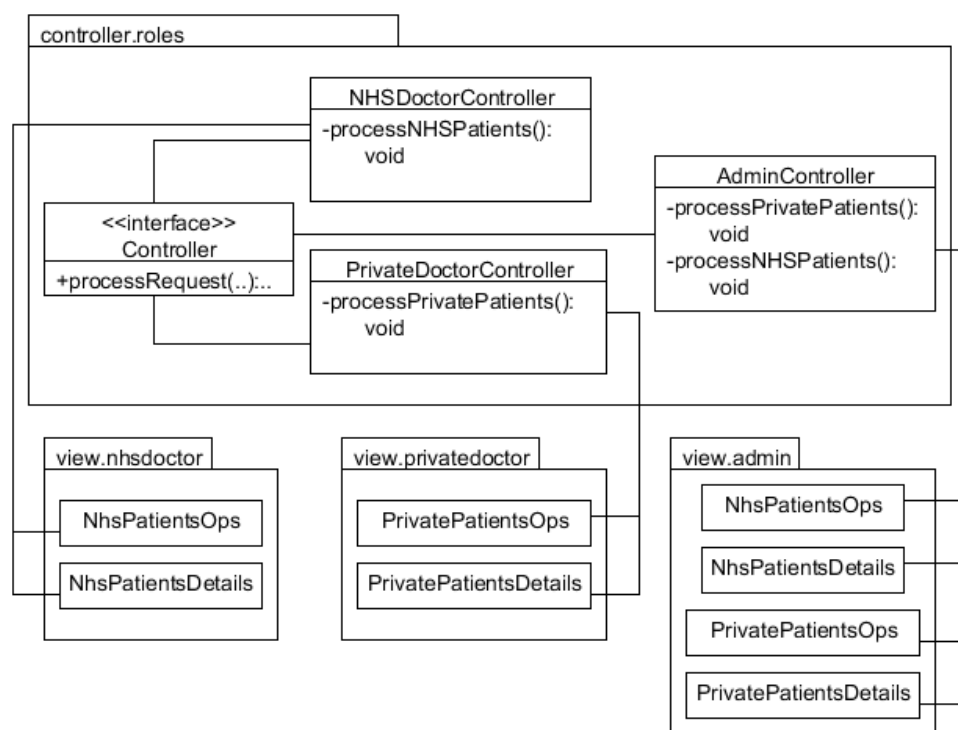 controller.roles
NHSDoctorController
-processNHSPatients():
void
AdminController
-processPrivatePatients():
void
-processNHSPatients():
void
<<interface>>
Controller
+processRequest(..):..
PrivateDoctorController
-processPrivatePatients():
void
view.nhsdoctor
NhsPatientsOps
NhsPatientsDetails
view.privatedoctor
PrivatePatientsOps
PrivatePatientsDetails
view.admin
NhsPatientsOps
NhsPatientsDetails
PrivatePatientsOps
PrivatePatientsDetails